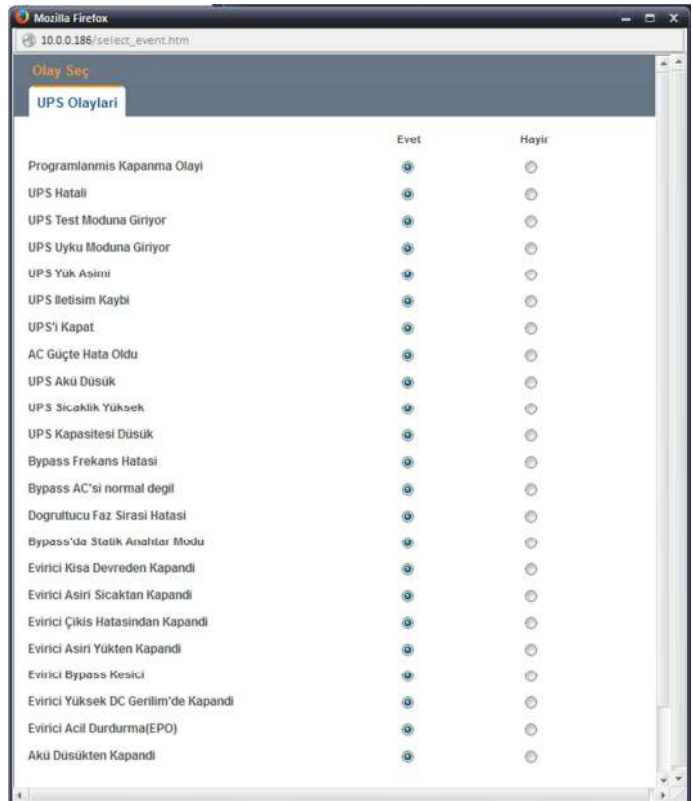 Mozilla Firefox
10.0.0.186/select_event.htm
Olay Seç
UPS Olaylari
Evet Hayir
Programlanmis Kapanma Olayi
UPS Hatali
UPS Test Moduna Giriyor
UPS Uyku Moduna Giriyor
UPS Yük Asimi
UPS Iletisim Kaybi
UPS'i Kapat
AC Güçte Hata Oldu
UPS Akü Düsük
UPS Sicaklik Yüksek
UPS Kapasitesi Düsük
Bypass Frekans Hatasi
Bypass AC'si normal degil
Dogrultucu Faz Sirasi Hatasi
Bypass'da Statik Anahtar Modu
Evirici Kisa Devreden Kapandi
Evirici Asiri Sicaktan Kapandi
Evirici Çikis Hatasindan Kapandi
Evirici Asiri Yükten Kapandi
Evirici Bypass Kesici
Evirici Yüksek DC Gerilim'de Kapandi
Evirici Acil Durdurma(EPO)
Akü Düsükten Kapandi